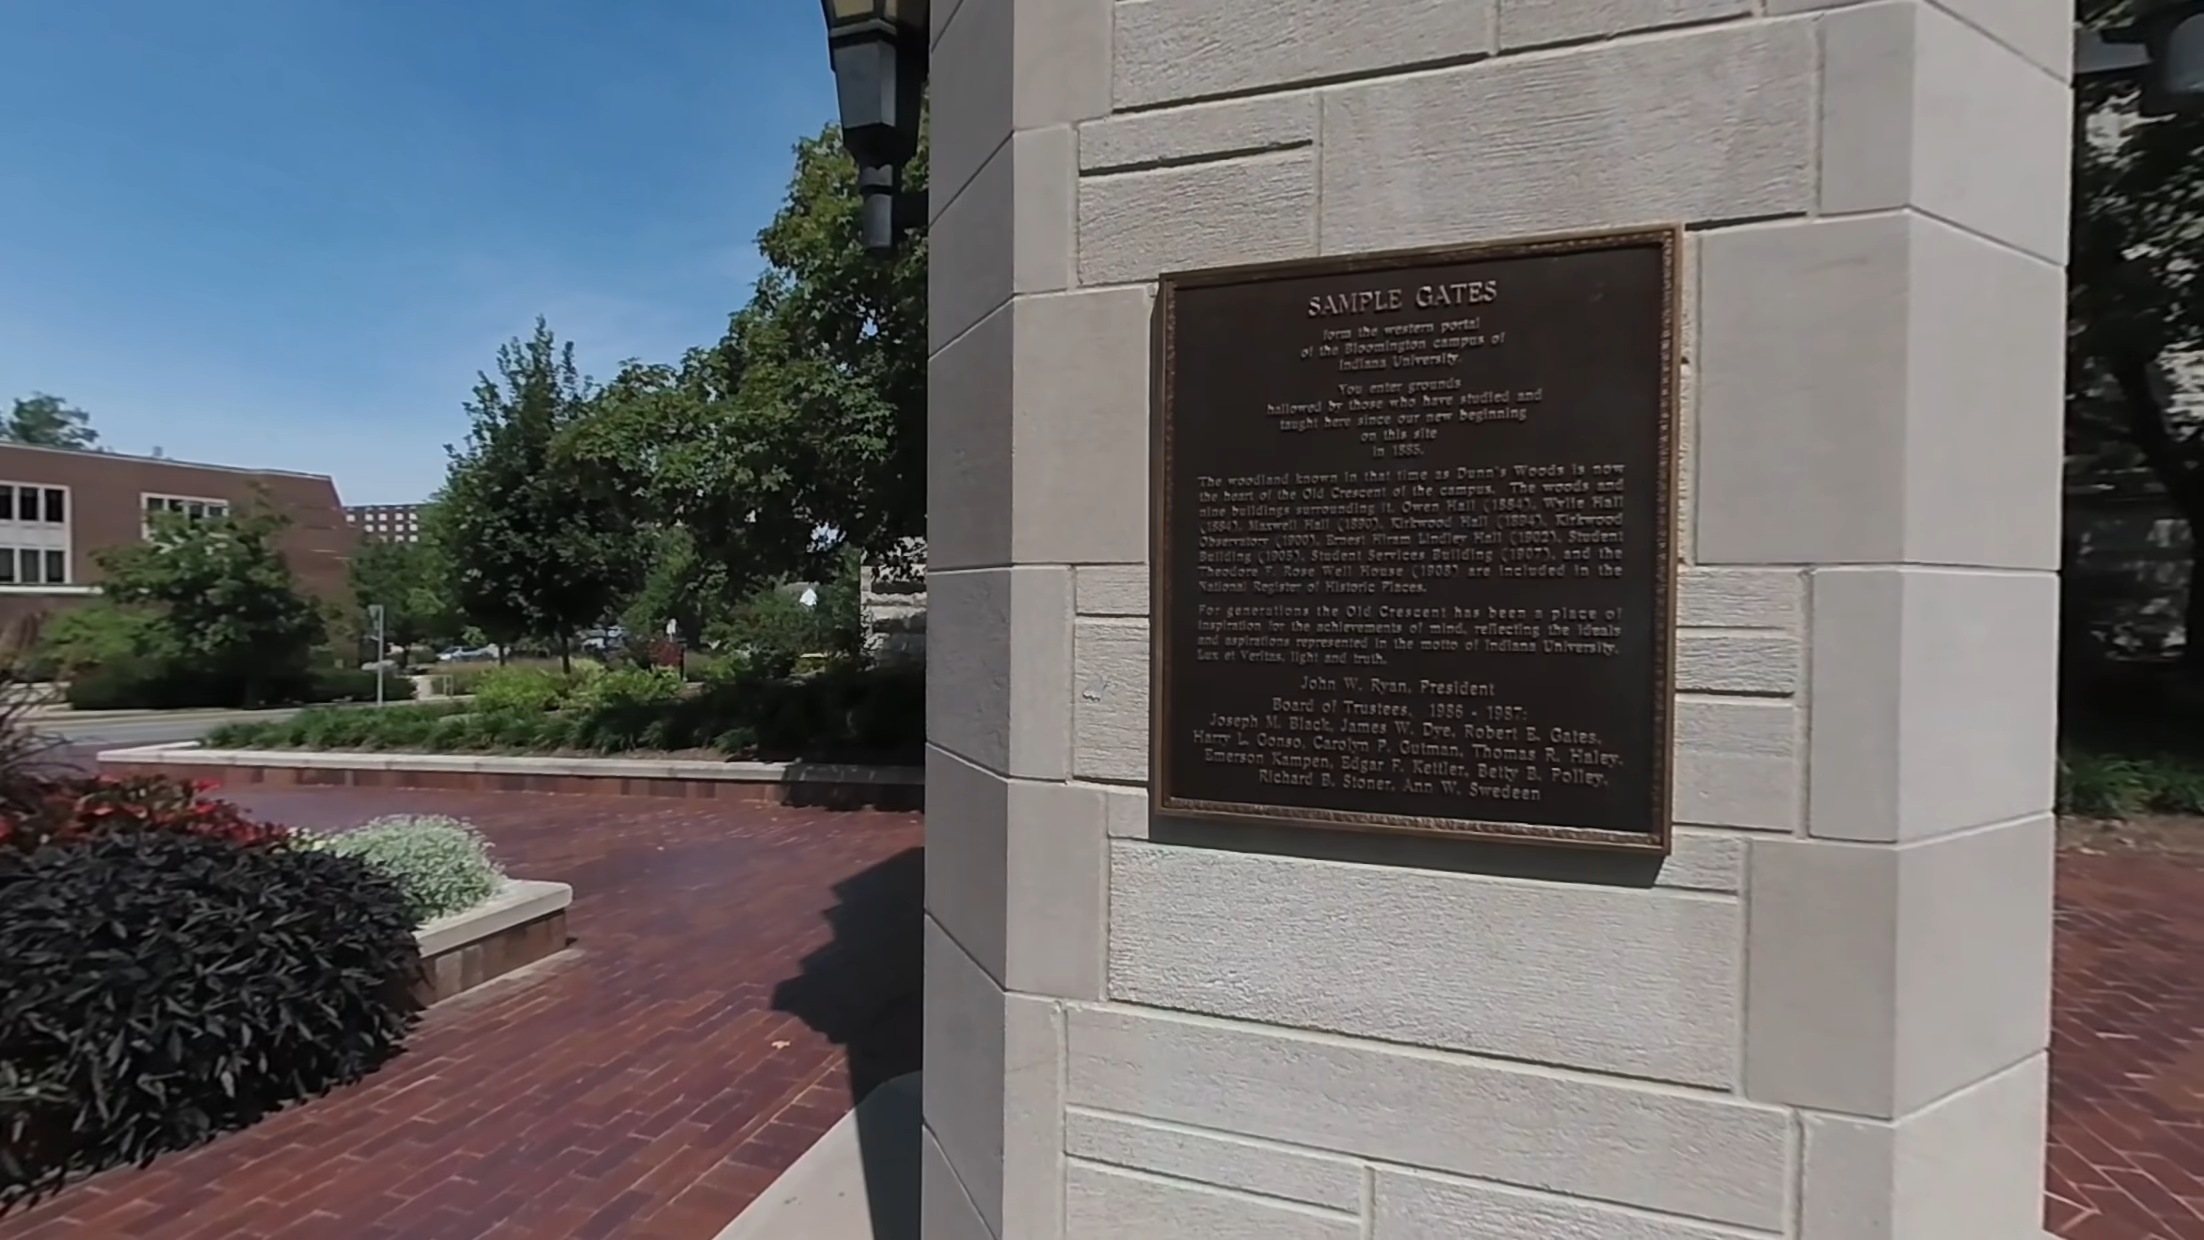 SAMPLE GATES
form the western portal
of the Bloomington campus of
Indiana University.
You enter grounds
hallowed by those who have studied and
taught here since our new beginning
on this site
in 1885.
The woodland known in that time as Dunn's Woods is now
the heart of the Old Crescent of the campus. The woods and
nine buildings surrounding it, Owen Hall (1884), Wylie Hall
(1884), Maxwell Hall (1890), Kirkwood Hall (1894), Kirkwood
Observatory (1900), Ernest Hiram Lindley Hall (1902), Student
Building (1905), Student Services Building (1907), and the
Theodore F. Rose Well House (1908) are included in the
National Register of Historic Places.
For generations the Old Crescent has been a place of
inspiration for the achievements of mind, reflecting the ideals
and aspirations represented in the motto of Indiana University,
Lux et Veritas, light and truth.
John W. Ryan, President
Board of Trustees, 1986 - 1987:
Joseph M. Black, James W. Dye, Robert E. Gates,
Harry L. Gonso, Carolyn P. Gutman, Thomas R. Haley,
Emerson Kampen, Edgar F. Kettler, Betty B. Polley,
Richard B. Stoner, Ann W. Swedeen